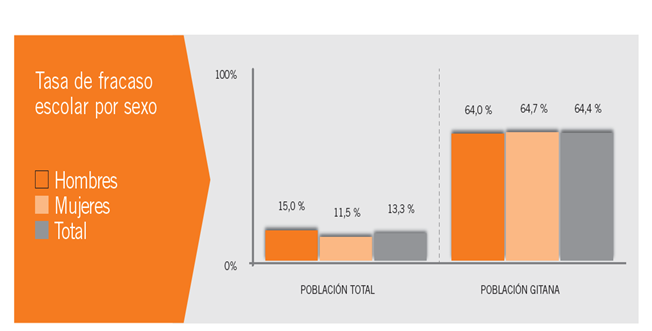 Tasa de fracaso
escolar por sexo
Hombres
Mujeres
Total
100%
0%
15,0 %
11,5 %
13,3 %
64,0 %
64,7 %
64,4 %
POBLACIÓN TOTAL
POBLACIÓN GITANA